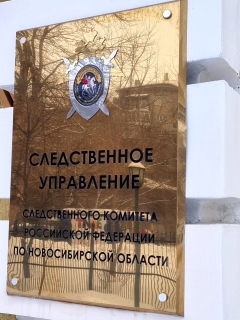 СЛЕДСТВЕННОЕ
УПРАВЛЕНИЕ
СЛЕДСТВЕННОГО КОМИТЕТА
РОССИЙСКОЙ ФЕДЕРАЦИИ
ПО НОВОСИБИРСКОЙ ОБЛАСТИ